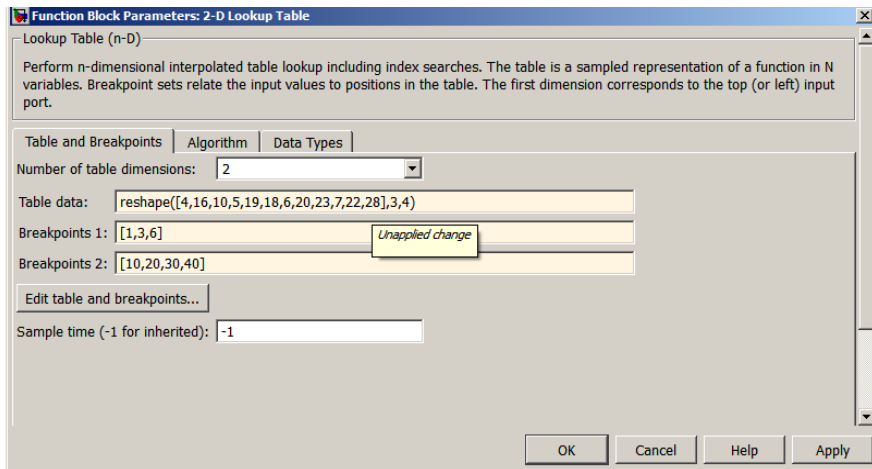 Function Block Parameters: 2-D Lookup Table
Lookup Table (n-D)
Perform n-dimensional interpolated table lookup including index searches. The table is a sampled representation of a function in N
variables. Breakpoint sets relate the input values to positions in the table. The first dimension corresponds to the top (or left) input
port.
Table and Breakpoints Algorithm Data Types
Number of table dimensions: 2
Table data: reshape([4,16,10,5,19,18,6,20,23,7,22,28],3,4)
Breakpoints 1: [1,3,6]
Unapplied change
Breakpoints 2: [10,20,30,40]
Edit table and breakpoints...
Sample time (-1 for inherited): -1
OK Cancel Help Apply